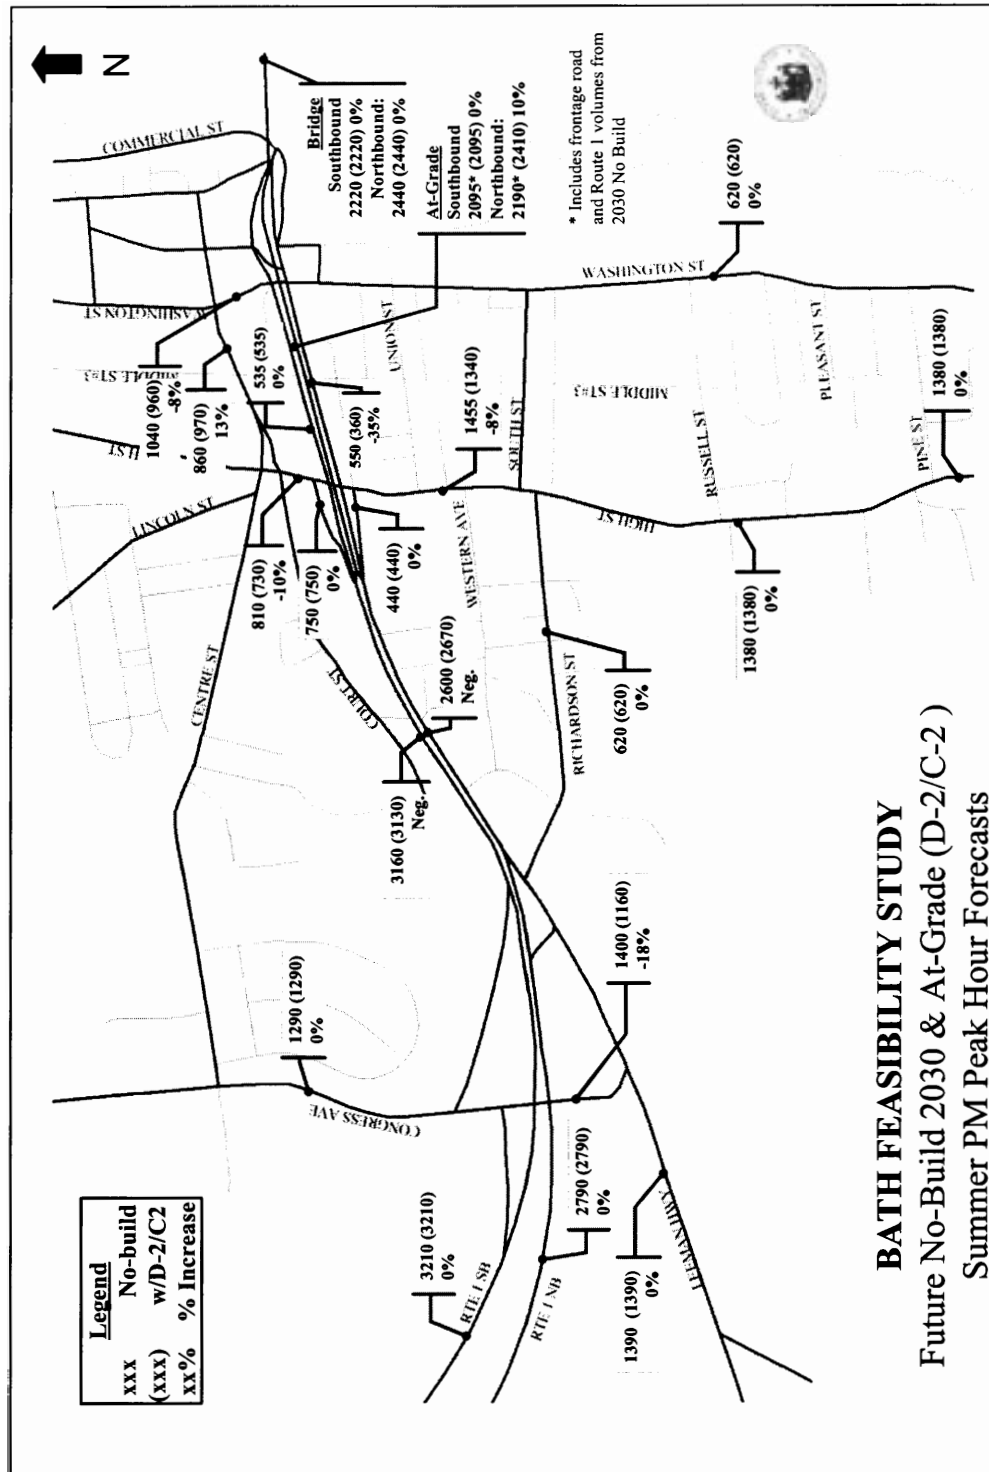 Legend
xxx No-build
(xxx) w/D-2/C2
xx% % Increase
N
COMMERCIAL ST
Bridge
Southbound
2220 (2220) 0%
Northbound:
2440 (2440) 0%
At-Grade
Southbound
2095* (2095) 0%
Northbound:
2190* (2410) 10%
* Includes frontage road
and Route 1 volumes from
2030 No Build
WASHINGTON ST
1040 (960)
-8%
MIDDLE ST#3
860 (970)
13%
535 (535)
0%
UNION ST
550 (360)
-35%
1455 (1340)
-8%
SOUTH ST
WASHINGTON ST
620 (620)
0%
MIDDLE ST#3
PLEASANT ST
RUSSELL ST
PINE ST
1380 (1380)
0%
HIGH ST
1380 (1380)
0%
LINCOLN ST
810 (730)
-10%
750 (750)
0%
440 (440)
0%
WESTERN AVE
CENTRE ST
COURT ST
2600 (2670)
Neg.
3160 (3130)
Neg.
RICHARDSON ST
620 (620)
0%
1290 (1290)
0%
CONGRESS AVE
1400 (1160)
-18%
3210 (3210)
0%
RTE 1 SB
2790 (2790)
0%
RTE 1 NB
1390 (1390)
0%
LEEMAN HWY
BATH FEASIBILITY STUDY
Future No-Build 2030 & At-Grade (D-2/C-2 )
Summer PM Peak Hour Forecasts